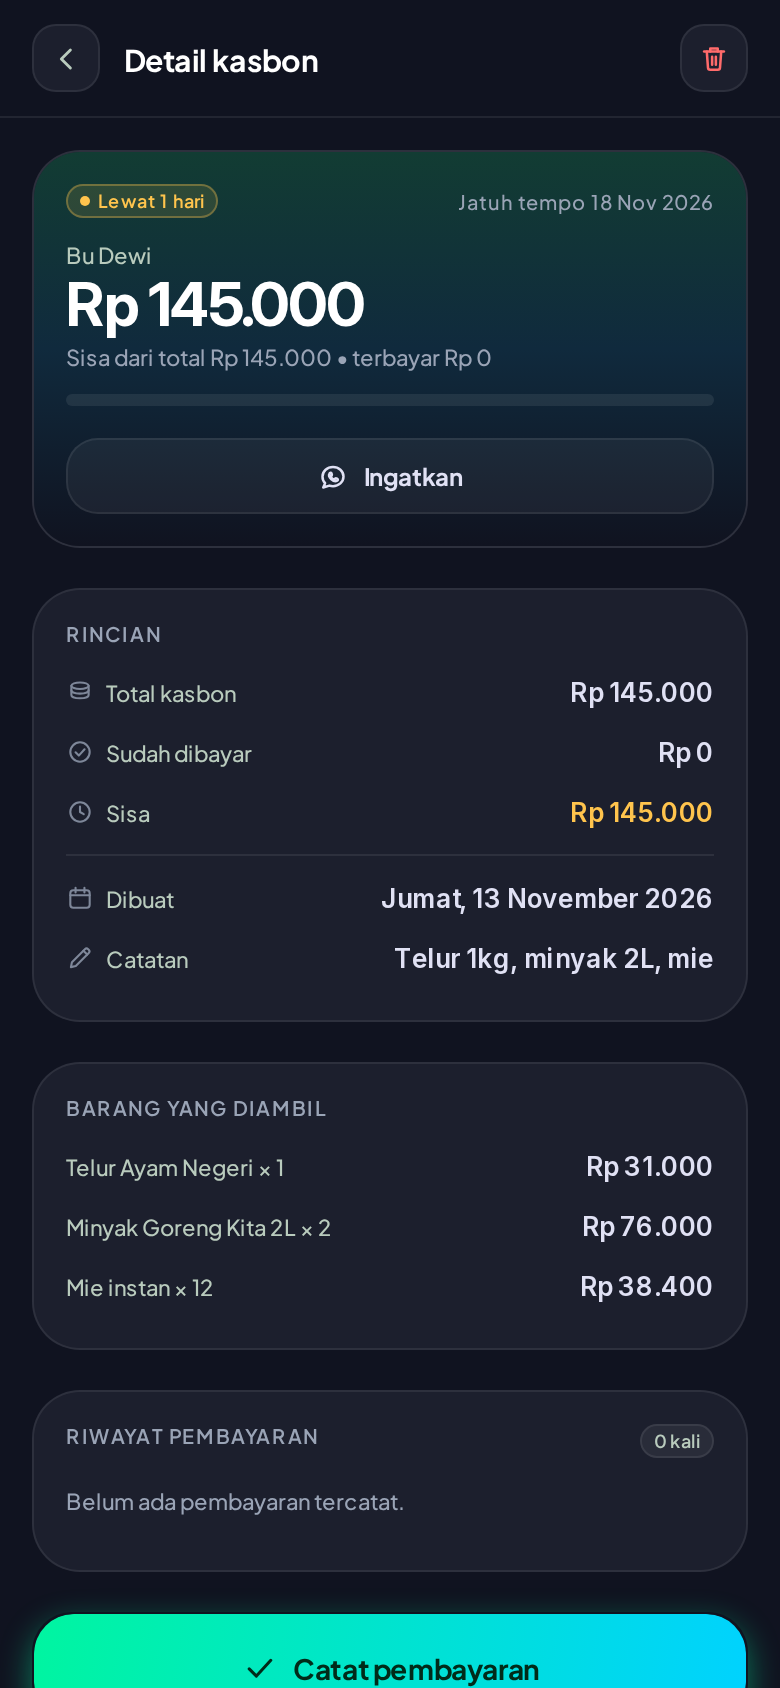 Detail kasbon
Lewat 1 hari
Jatuh tempo 18 Nov 2026
Bu Dewi
Rp 145.000
Sisa dari total Rp 145.000 • terbayar Rp 0
Ingatkan
RINCIAN
Total kasbon Rp 145.000
Sudah dibayar Rp 0
Sisa Rp 145.000
Dibuat Jumat, 13 November 2026
Catatan Telur 1kg, minyak 2L, mie
BARANG YANG DIAMBIL
Telur Ayam Negeri × 1 Rp 31.000
Minyak Goreng Kita 2L × 2 Rp 76.000
Mie instan × 12 Rp 38.400
RIWAYAT PEMBAYARAN 0 kali
Belum ada pembayaran tercatat.
Catat pembayaran